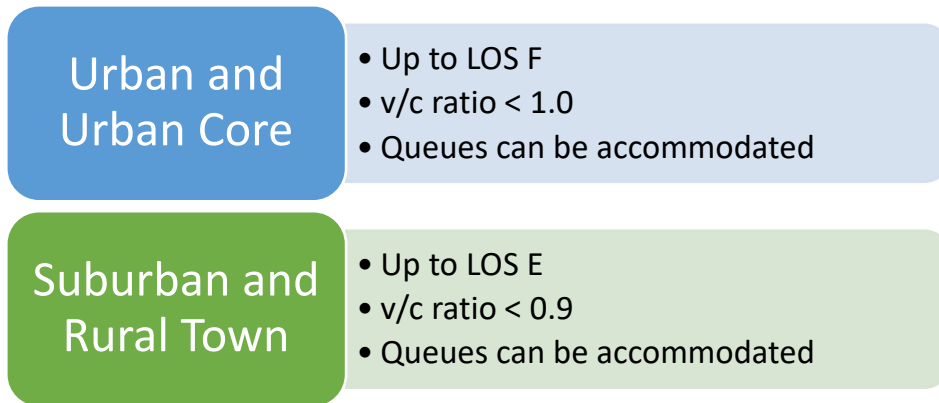 Urban and
Urban Core
• Up to LOS F
• v/c ratio < 1.0
• Queues can be accommodated
Suburban and
Rural Town
• Up to LOS E
• v/c ratio < 0.9
• Queues can be accommodated